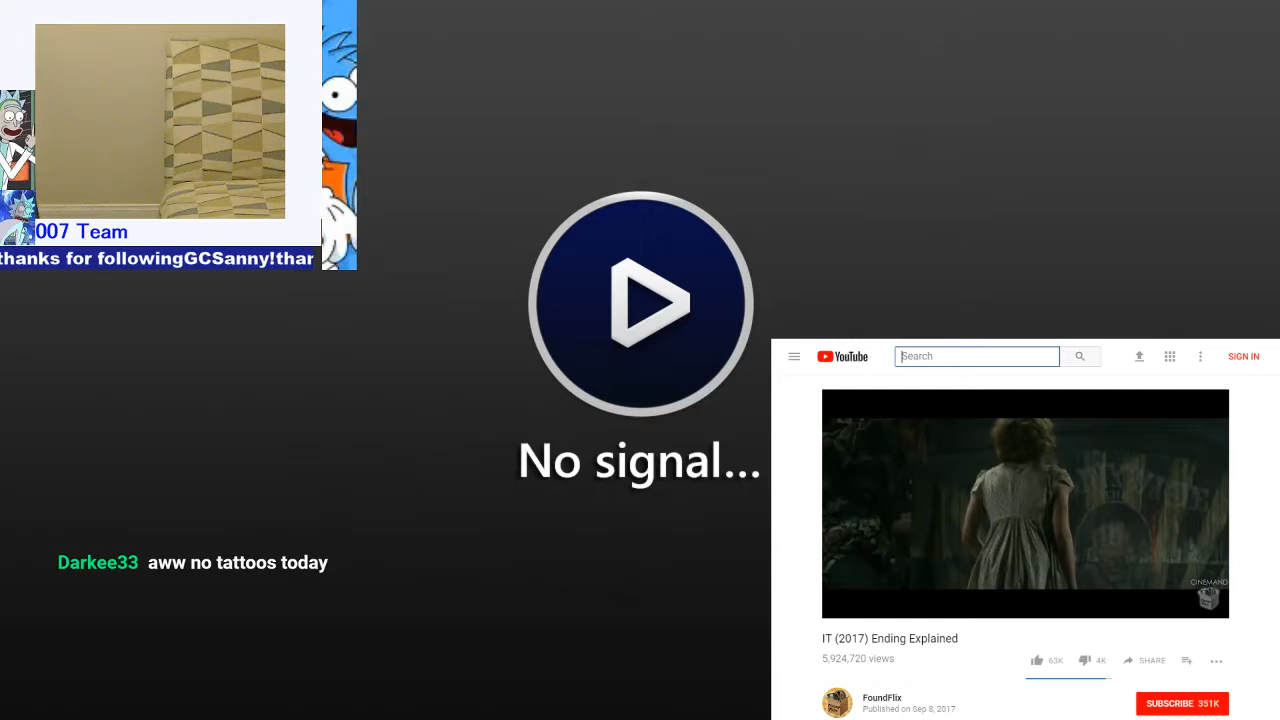 007 Team
thanks for followingGCSanny!thar
No signal...
Darkee33 aww no tattoos today
YouTube
Search
SIGN IN
CINEMAND
IT (2017) Ending Explained
5,924,720 views
63K
4K
SHARE
FoundFlix
Published on Sep 8, 2017
SUBSCRIBE 351K